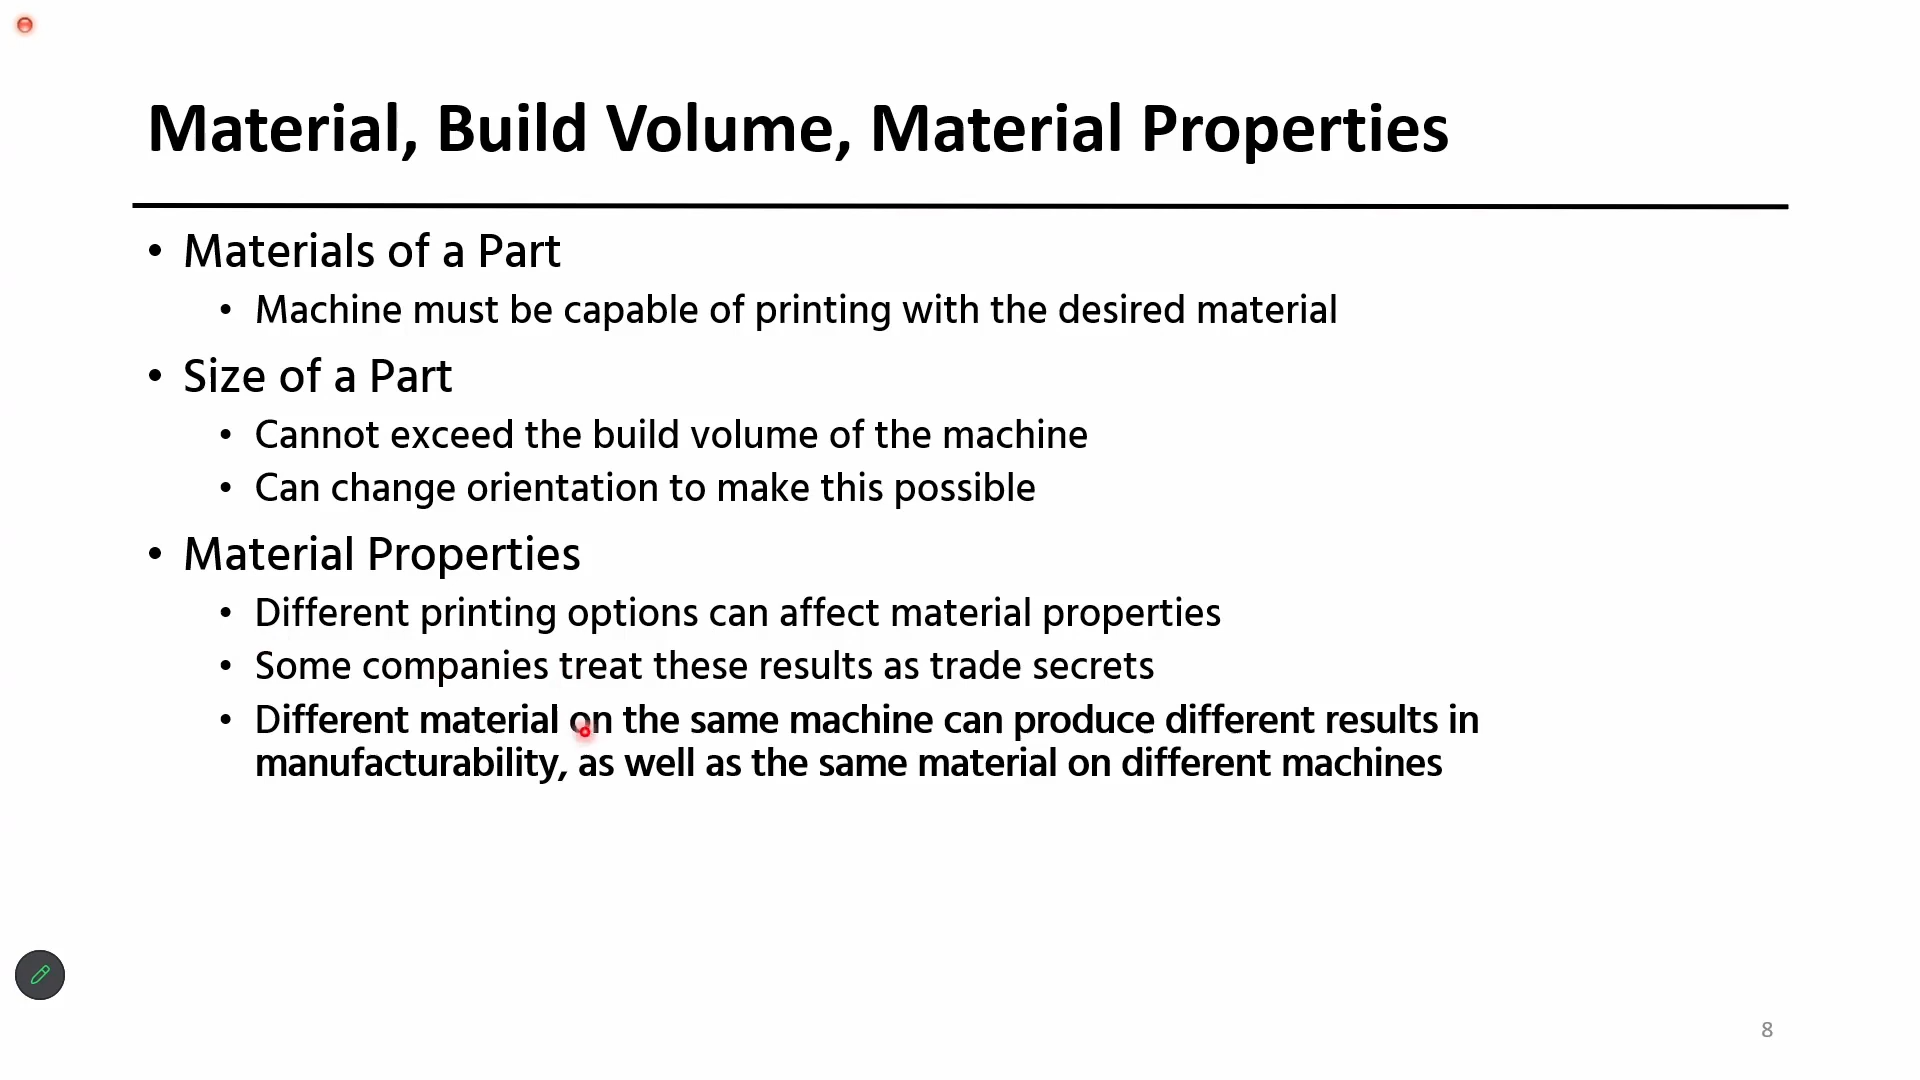 Material, Build Volume, Material Properties
• Materials of a Part
• Machine must be capable of printing with the desired material
• Size of a Part
• Cannot exceed the build volume of the machine
• Can change orientation to make this possible
• Material Properties
• Different printing options can affect material properties
• Some companies treat these results as trade secrets
• Different material on the same machine can produce different results in
manufacturability, as well as the same material on different machines
8